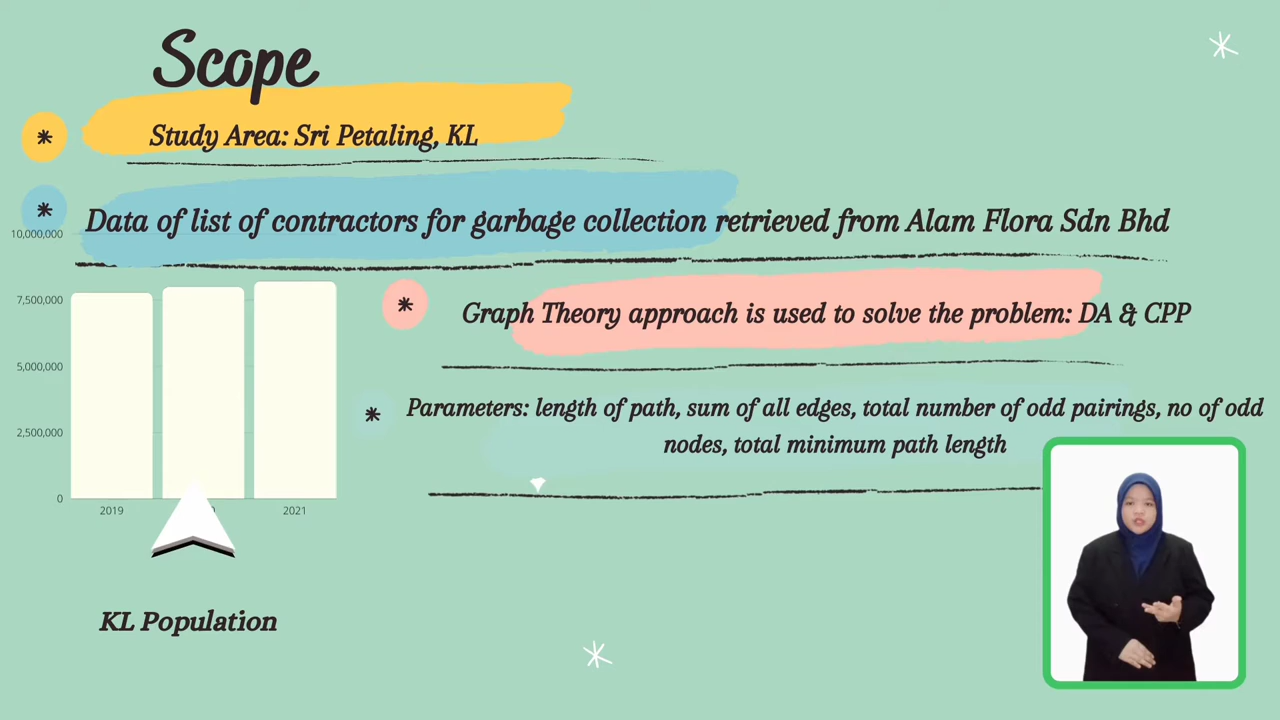 Scope
* Study Area: Sri Petaling, KL
* Data of list of contractors for garbage collection retrieved from Alam Flora Sdn Bhd
* Graph Theory approach is used to solve the problem: DA & CPP
* Parameters: length of path, sum of all edges, total number of odd pairings, no of odd
nodes, total minimum path length
10,000,000
7,500,000
5,000,000
2,500,000
0
2019
2021
KL Population